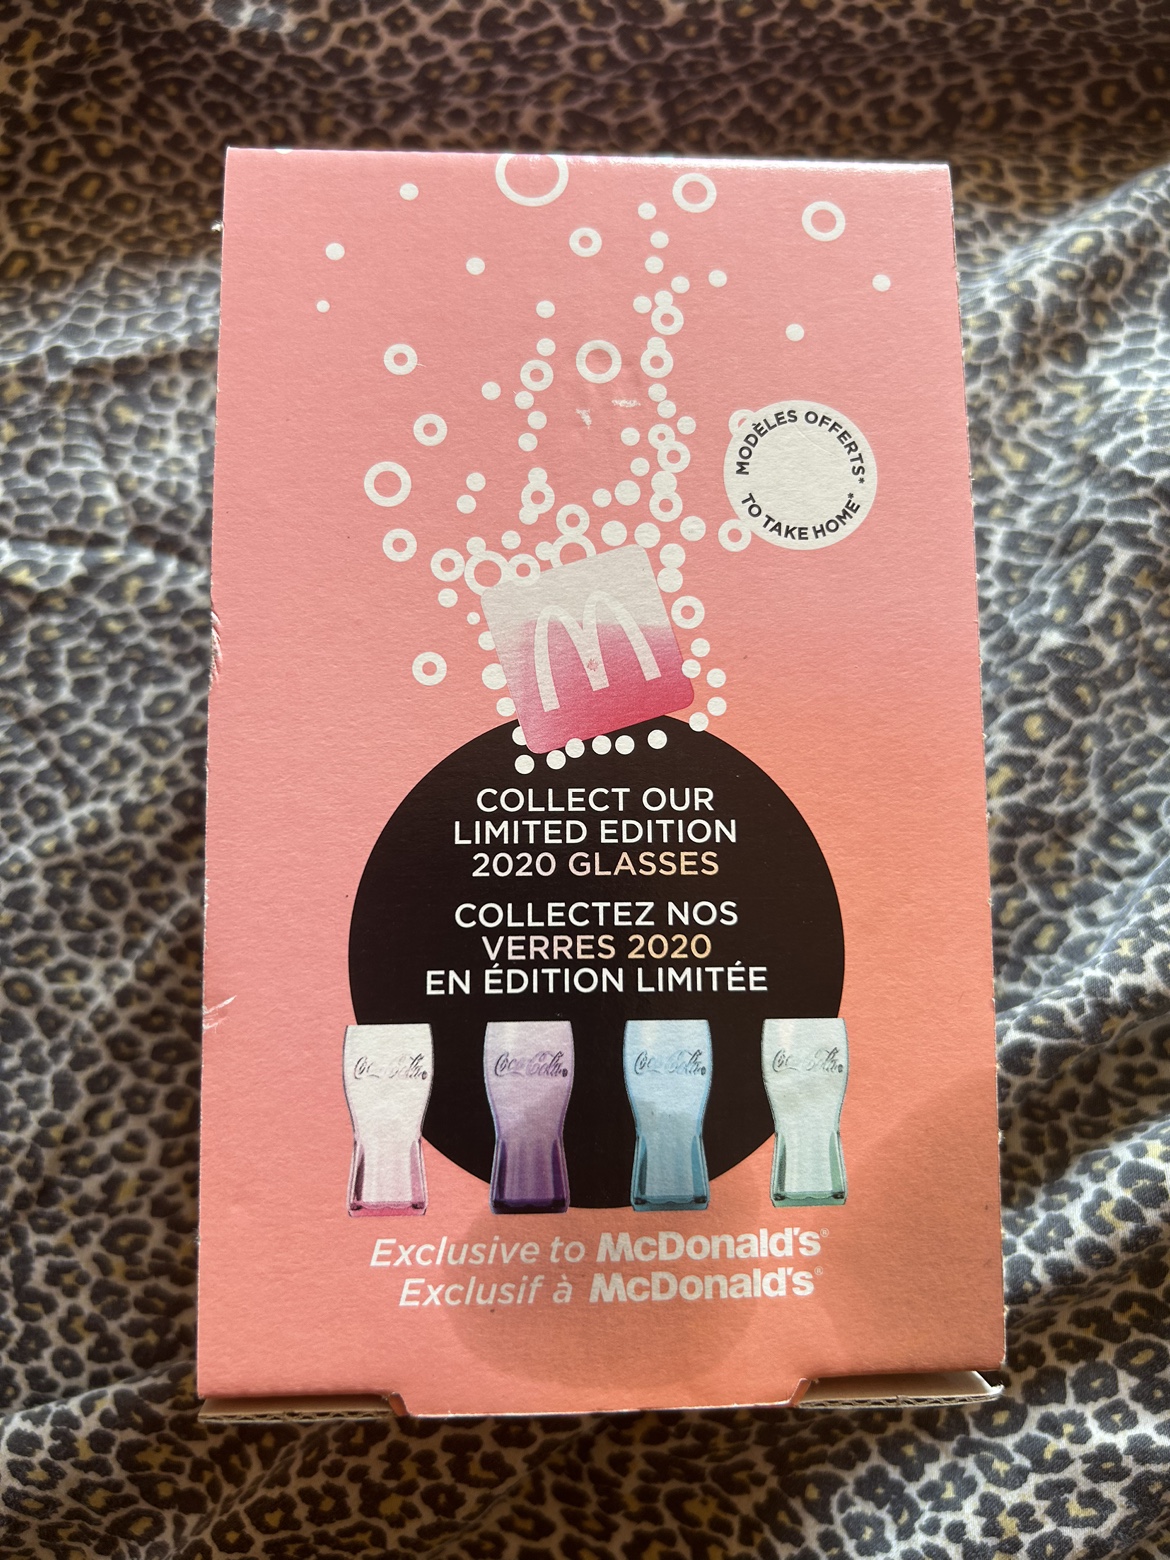 MODÈLES OFFERTS*
TO TAKE HOME*
COLLECT OUR
LIMITED EDITION
2020 GLASSES
COLLECTEZ NOS
VERRES 2020
EN ÉDITION LIMITÉE
Coca-Cola® Coca-Cola® Coca-Cola® Coca-Cola®
Exclusive to McDonald's®
Exclusif à McDonald's®